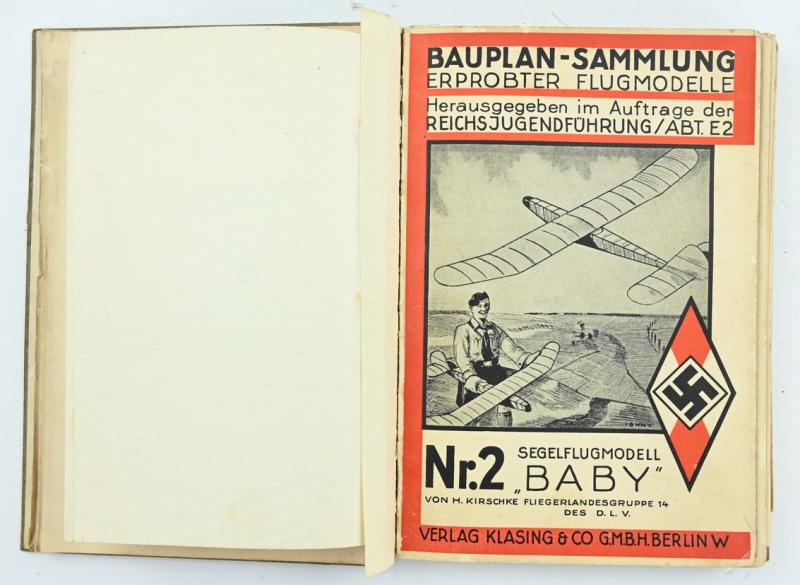 BAUPLAN-SAMMLUNG
ERPROBTER FLUGMODELLE
Herausgegeben im Auftrage der
REICHSJUGENDFÜHRUNG/ABT. E2
TONNY
Nr. 2
SEGELFLUGMODELL
„BABY"
VON H. KIRSCHKE FLIEGERLANDESGRUPPE 14
DES D. L. V.
VERLAG KLASING & CO G.M.B.H. BERLIN W